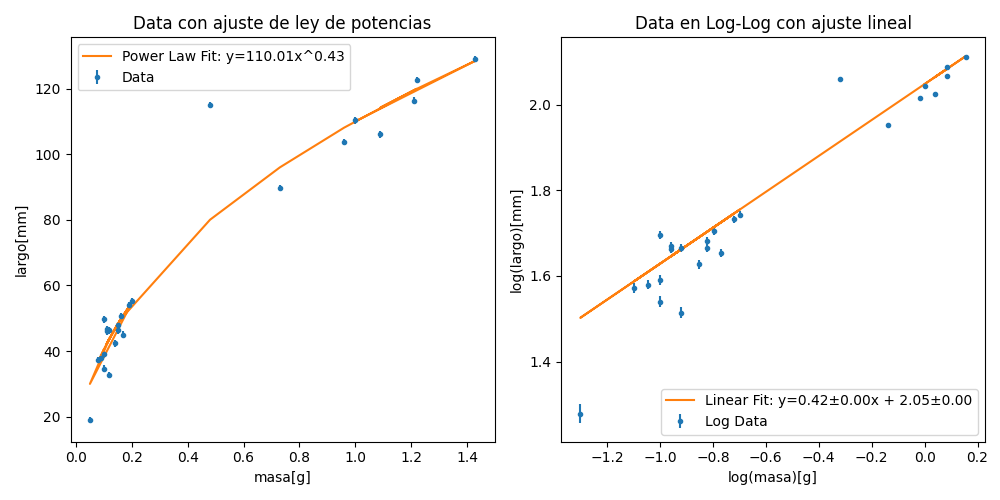 Data con ajuste de ley de potencias
Power Law Fit: y=110.01x^0.43
Data
120
100
80
60
40
20
largo[mm]
0.0 0.2 0.4 0.6 0.8 1.0 1.2 1.4
masa[g]
Data en Log-Log con ajuste lineal
2.0
1.8
1.6
1.4
log(largo)[mm]
Linear Fit: y=0.42±0.00x + 2.05±0.00
Log Data
−1.2 −1.0 −0.8 −0.6 −0.4 −0.2 0.0 0.2
log(masa)[g]